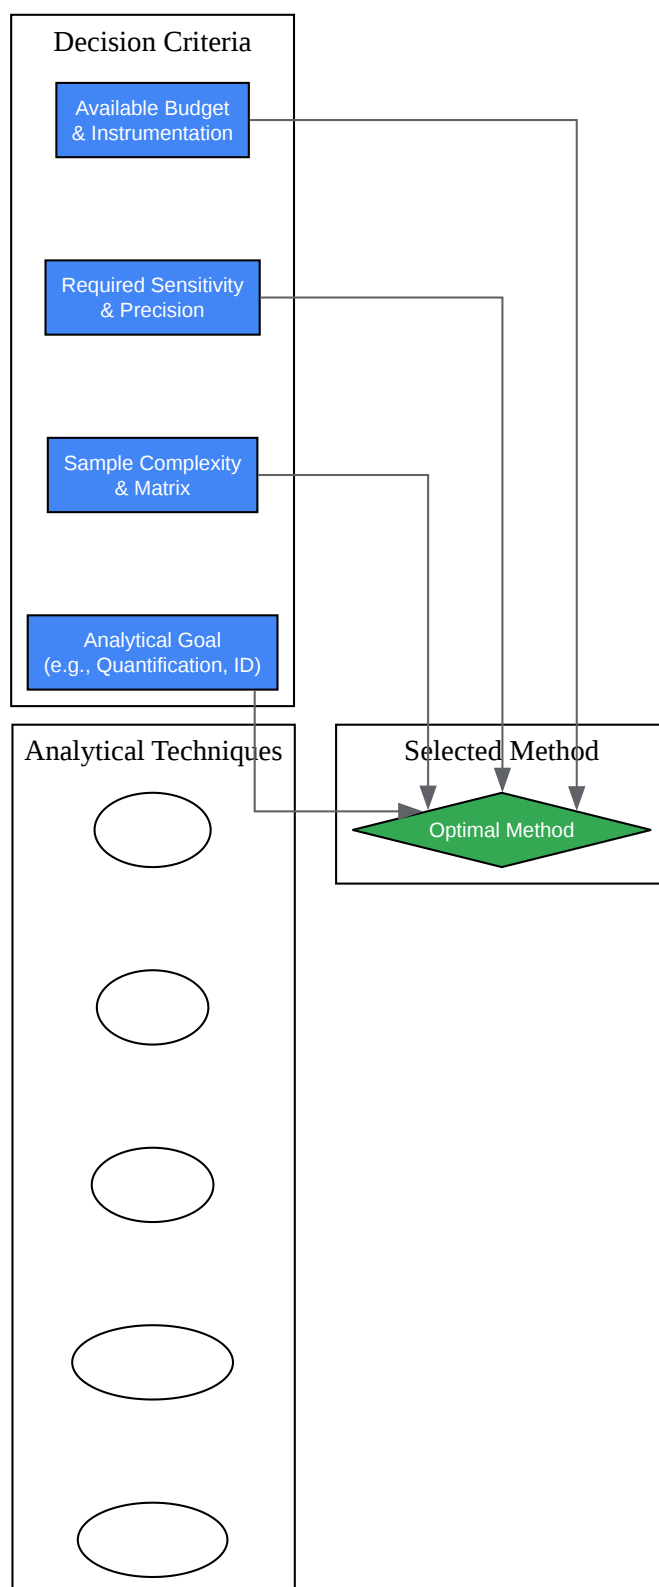 Decision Criteria
Available Budget
& Instrumentation
Required Sensitivity
& Precision
Sample Complexity
& Matrix
Analytical Goal
(e.g., Quantification, ID)
Analytical Techniques
Selected Method
Optimal Method